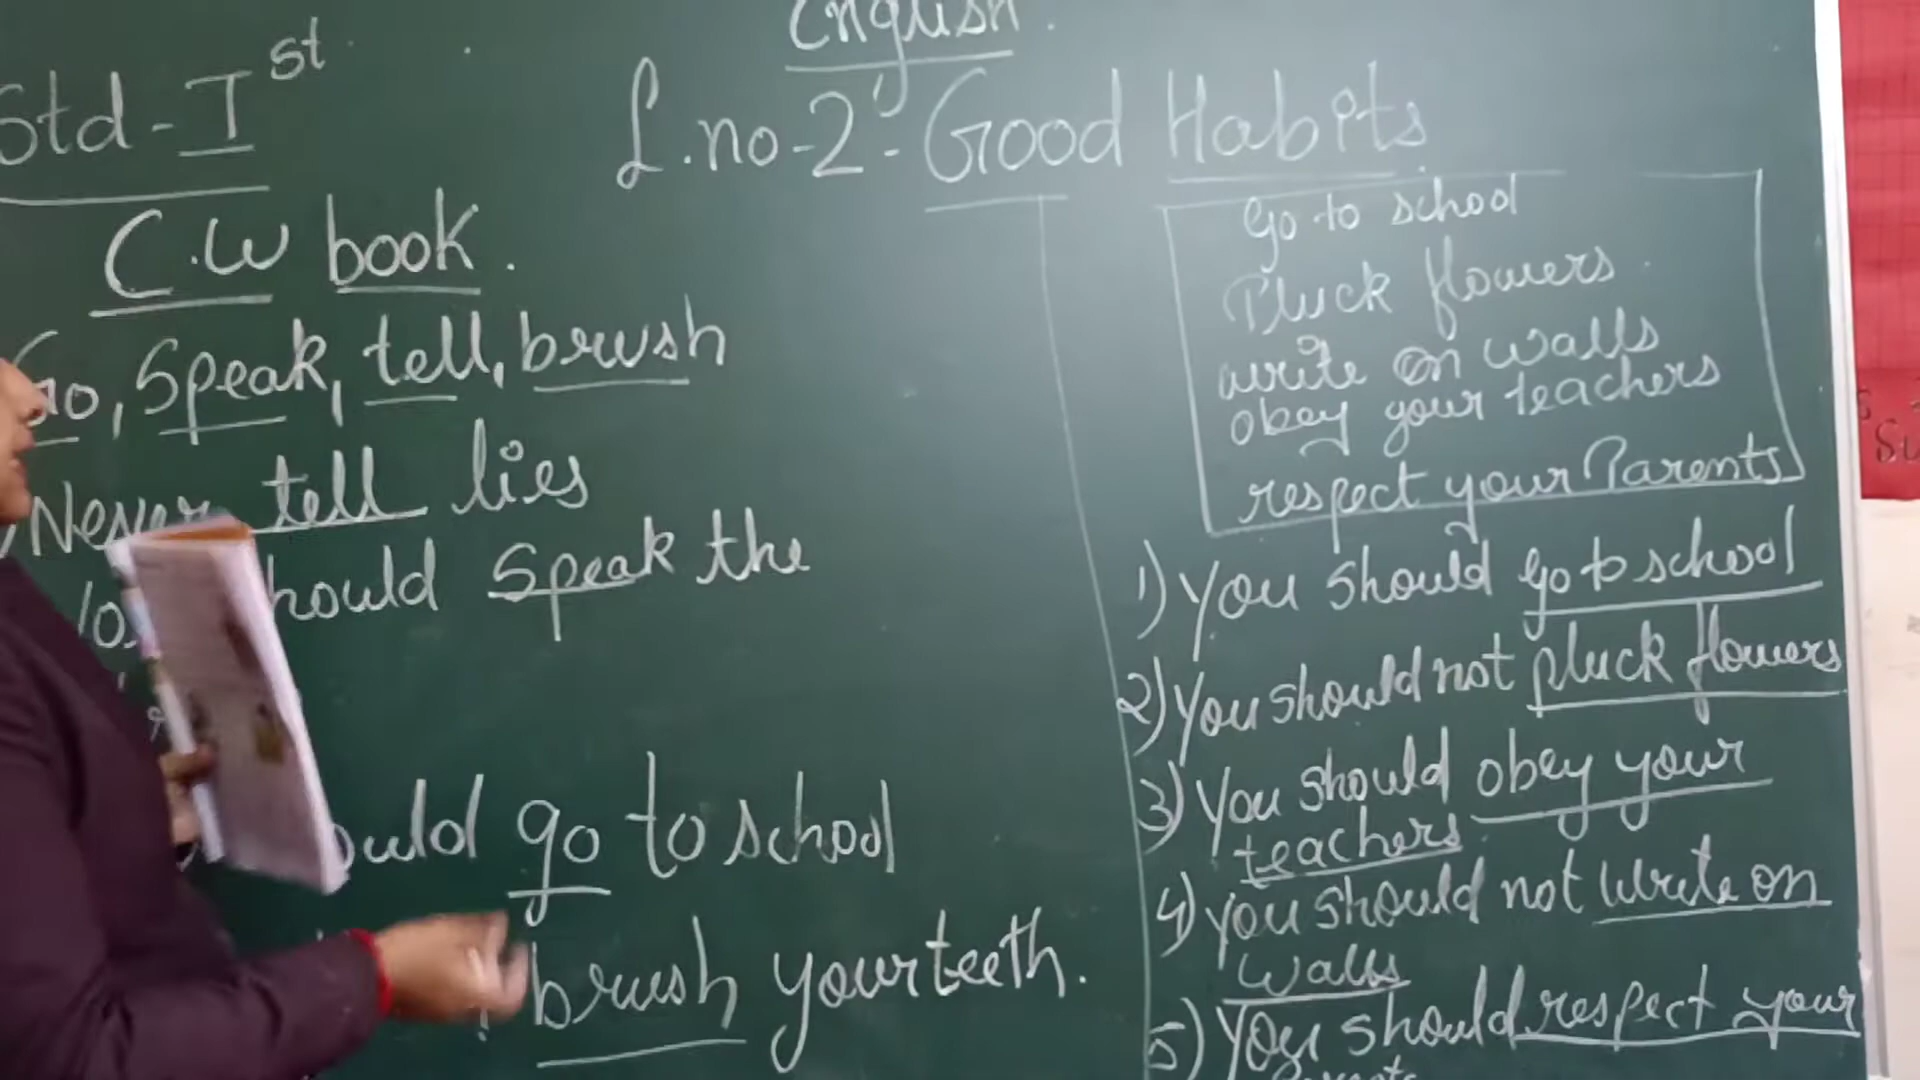 English
Std - Ist
L.no-2 - Good Habits
C.W book.
Go, Speak, tell, brush
Never tell lies
hould Speak the
ould go to school
brush your teeth.
Go to school
Pluck flowers
write on walls
obey your teachers
respect your Parents
1) You should go to school
2) You should not pluck flowers
3) You should obey your
teachers
4) You should not write on
walls
5) You should respect your